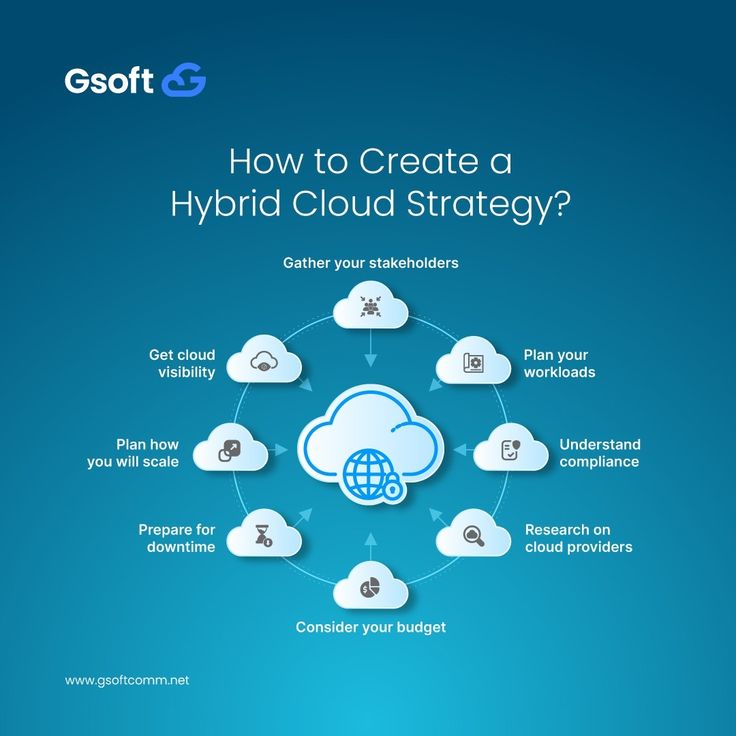 Gsoft
How to Create a
Hybrid Cloud Strategy?
Gather your stakeholders
Plan your
workloads
Understand
compliance
Research on
cloud providers
Consider your budget
Prepare for
downtime
Plan how
you will scale
Get cloud
visibility
www.gsoftcomm.net